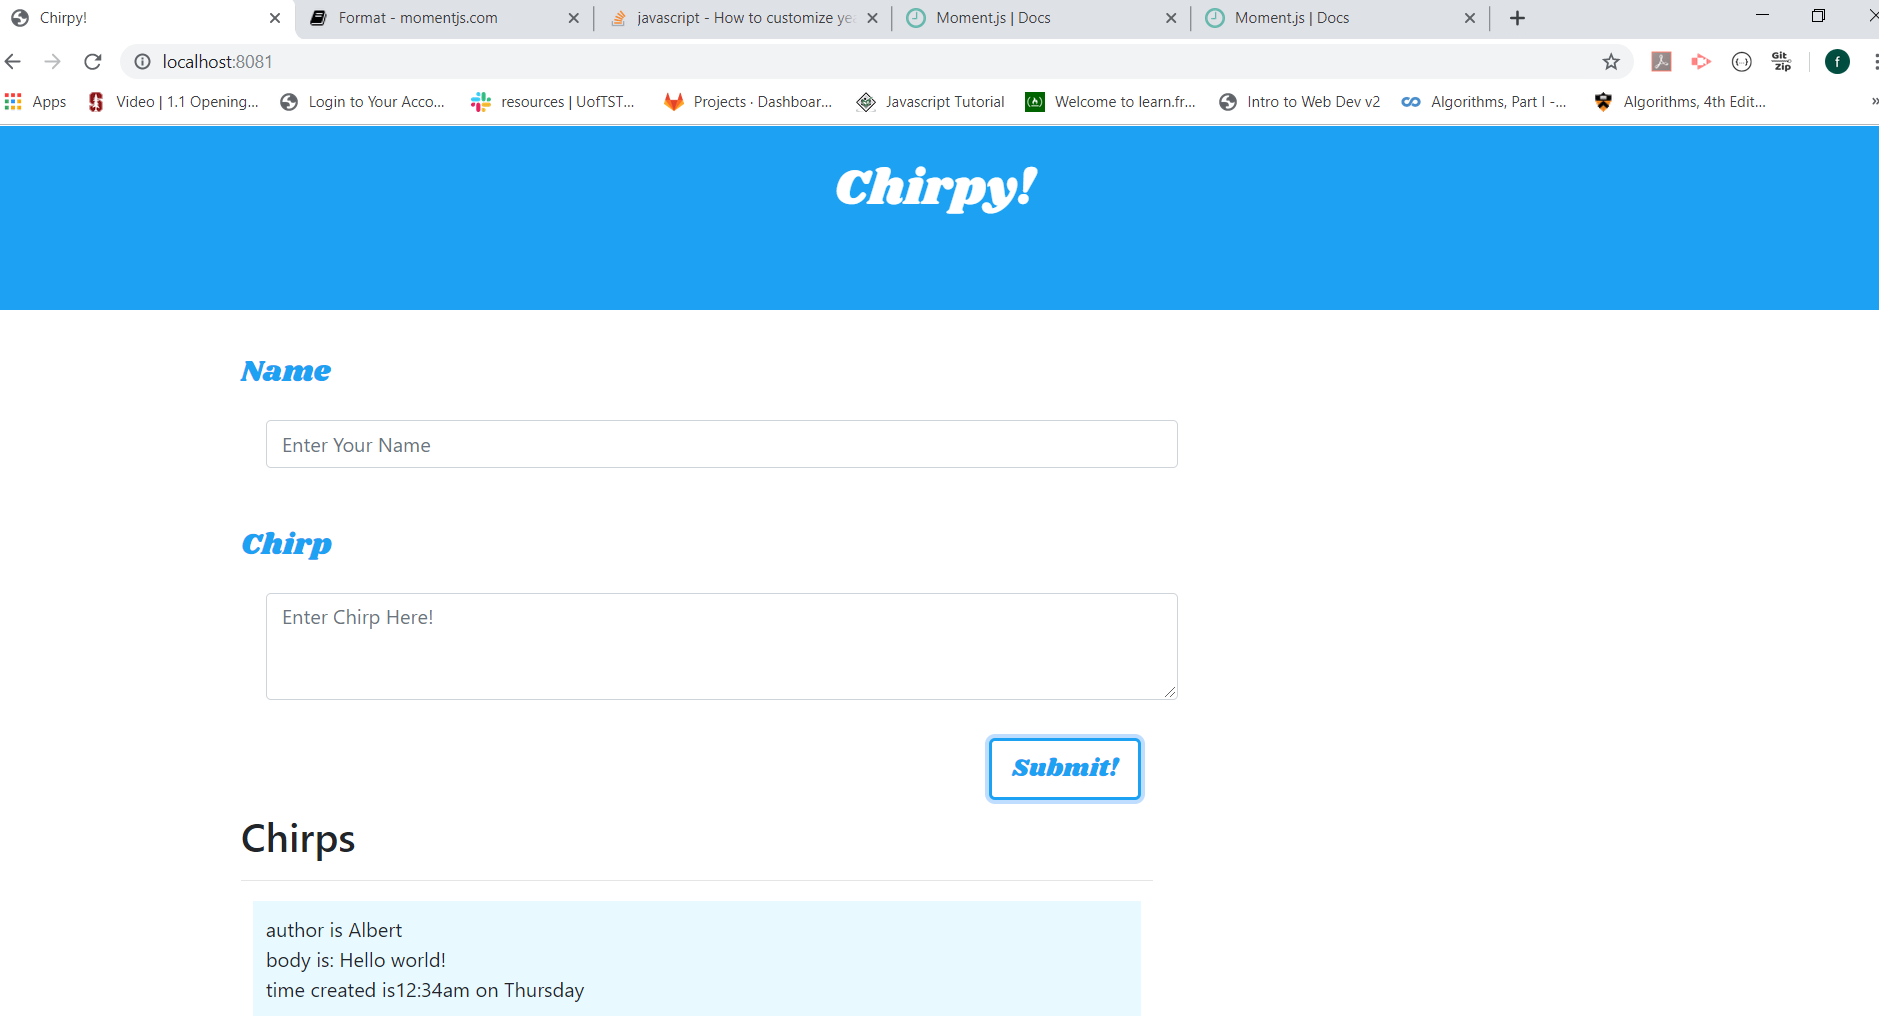 Chirpy!
Format - momentjs.com
javascript - How to customize ye
Moment.js | Docs
Moment.js | Docs
localhost:8081
Git
Zip
f
Apps
Video | 1.1 Opening...
Login to Your Acco...
resources | UofTST...
Projects · Dashboar...
Javascript Tutorial
Welcome to learn.fr...
Intro to Web Dev v2
Algorithms, Part I -...
Algorithms, 4th Edit...
Chirpy!
Name
Enter Your Name
Chirp
Enter Chirp Here!
Submit!
Chirps
author is Albert
body is: Hello world!
time created is12:34am on Thursday